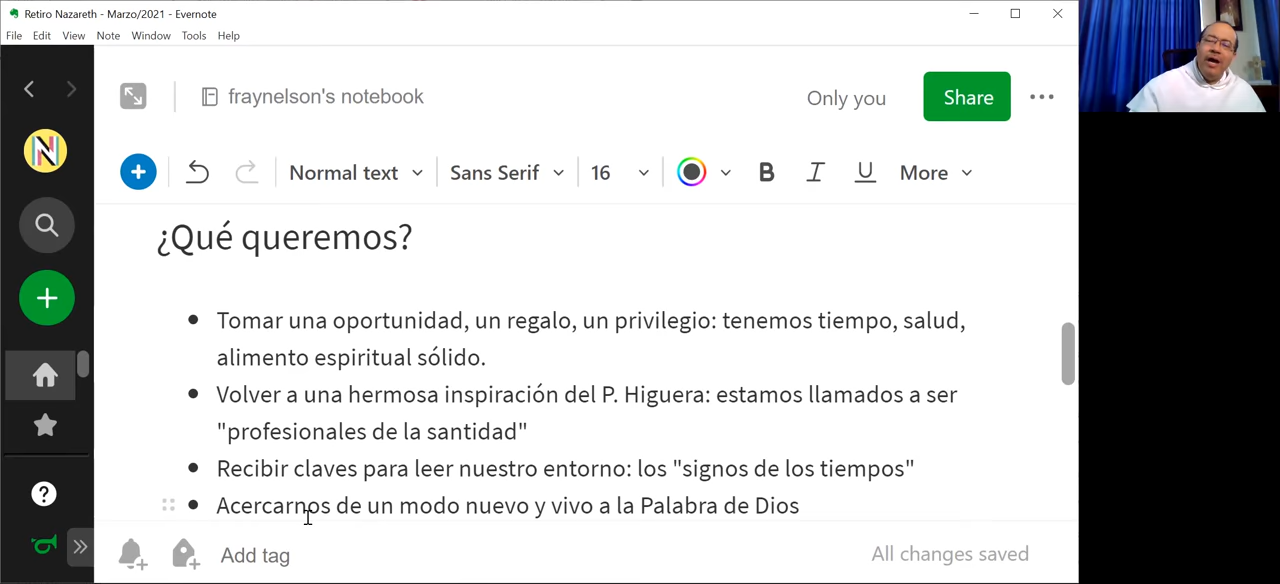 Retiro Nazareth - Marzo/2021 - Evernote
File Edit View Note Window Tools Help
fraynelson's notebook
Only you
Share
Normal text
Sans Serif
16
B I U
More
¿Qué queremos?
Tomar una oportunidad, un regalo, un privilegio: tenemos tiempo, salud,
alimento espiritual sólido.
Volver a una hermosa inspiración del P. Higuera: estamos llamados a ser
"profesionales de la santidad"
Recibir claves para leer nuestro entorno: los "signos de los tiempos"
Acercarnos de un modo nuevo y vivo a la Palabra de Dios
Add tag
All changes saved